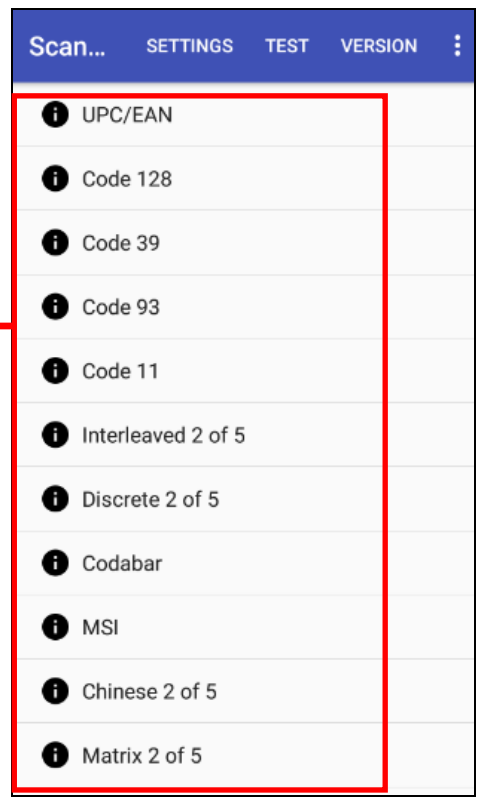 Scan... SETTINGS TEST VERSION
UPC/EAN
Code 128
Code 39
Code 93
Code 11
Interleaved 2 of 5
Discrete 2 of 5
Codabar
MSI
Chinese 2 of 5
Matrix 2 of 5